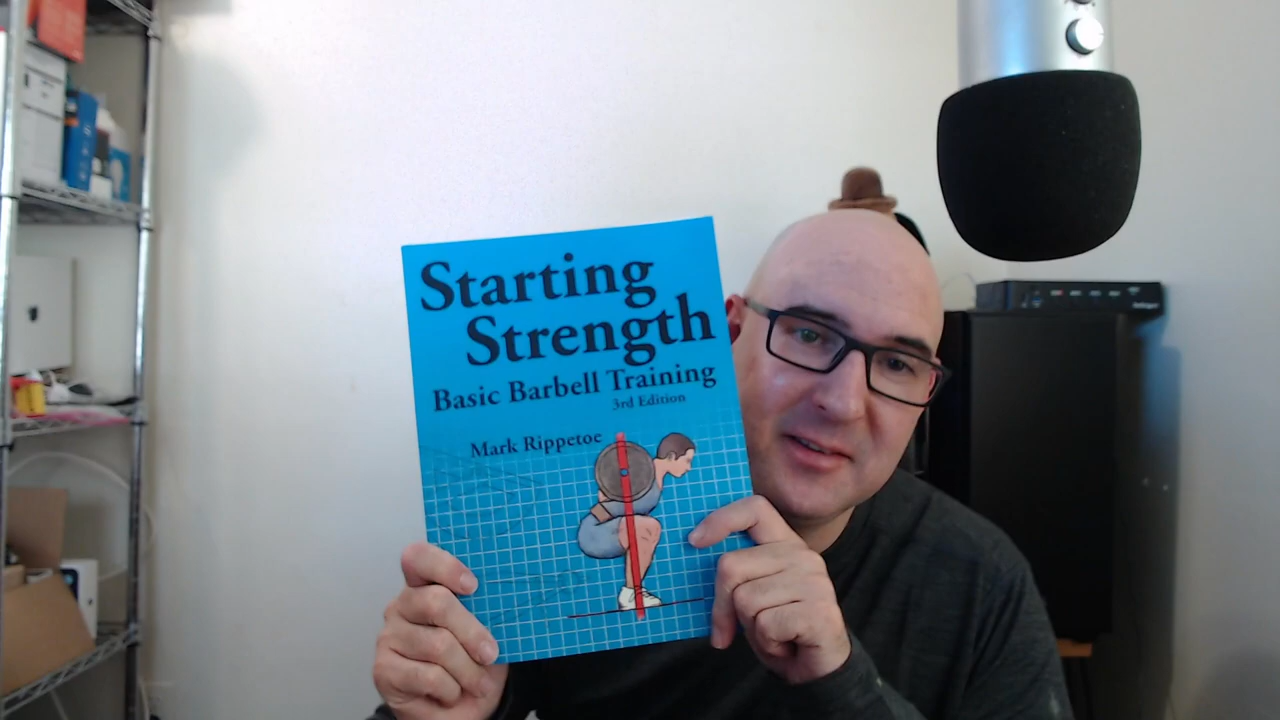 Starting
Strength
Basic Barbell Training
3rd Edition
Mark Rippetoe